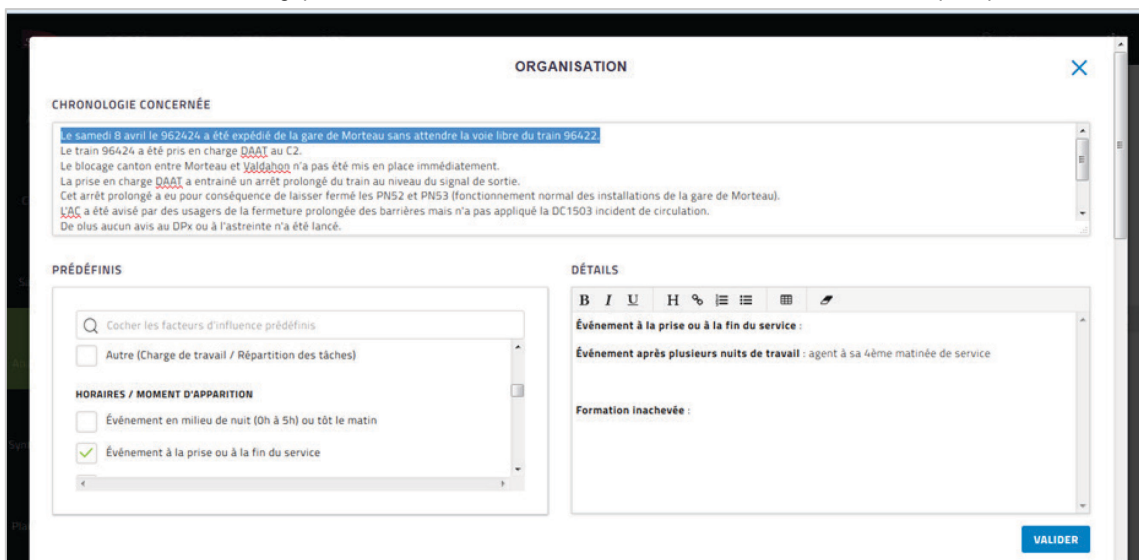 ORGANISATION
CHRONOLOGIE CONCERNÉE
Le samedi 8 avril le 962424 a été expédié de la gare de Morteau sans attendre la voie libre du train 96422.
Le train 96424 a été pris en charge DAAT au C2.
Le blocage canton entre Morteau et Valdahon n'a pas été mis en place immédiatement.
La prise en charge DAAT a entrainé un arrêt prolongé du train au niveau du signal de sortie.
Cet arrêt prolongé a eu pour conséquence de laisser fermé les PN52 et PN53 (fonctionnement normal des installations de la gare de Morteau).
L'AC a été avisé par des usagers de la fermeture prolongée des barrières mais n'a pas appliqué la DC1503 incident de circulation.
De plus aucun avis au DPx ou à l'astreinte n'a été lancé.
PRÉDÉFINIS
Cocher les facteurs d'influence prédéfinis
Autre (Charge de travail / Répartition des tâches)
HORAIRES / MOMENT D'APPARITION
Événement en milieu de nuit (0h à 5h) ou tôt le matin
Événement à la prise ou à la fin du service
DÉTAILS
B I U H
Événement à la prise ou à la fin du service :
Événement après plusieurs nuits de travail : agent à sa 4ème matinée de service
Formation inachevée :
VALIDER